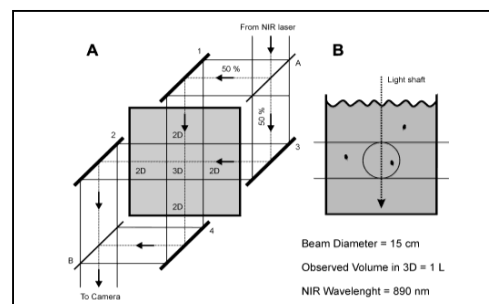 From NIR laser
A
B
1
A
50 %
Light shaft
50 %
2D
2
3
2D
3D
2D
2D
4
B
To Camera
Beam Diameter = 15 cm
Observed Volume in 3D = 1 L
NIR Wavelenght = 890 nm